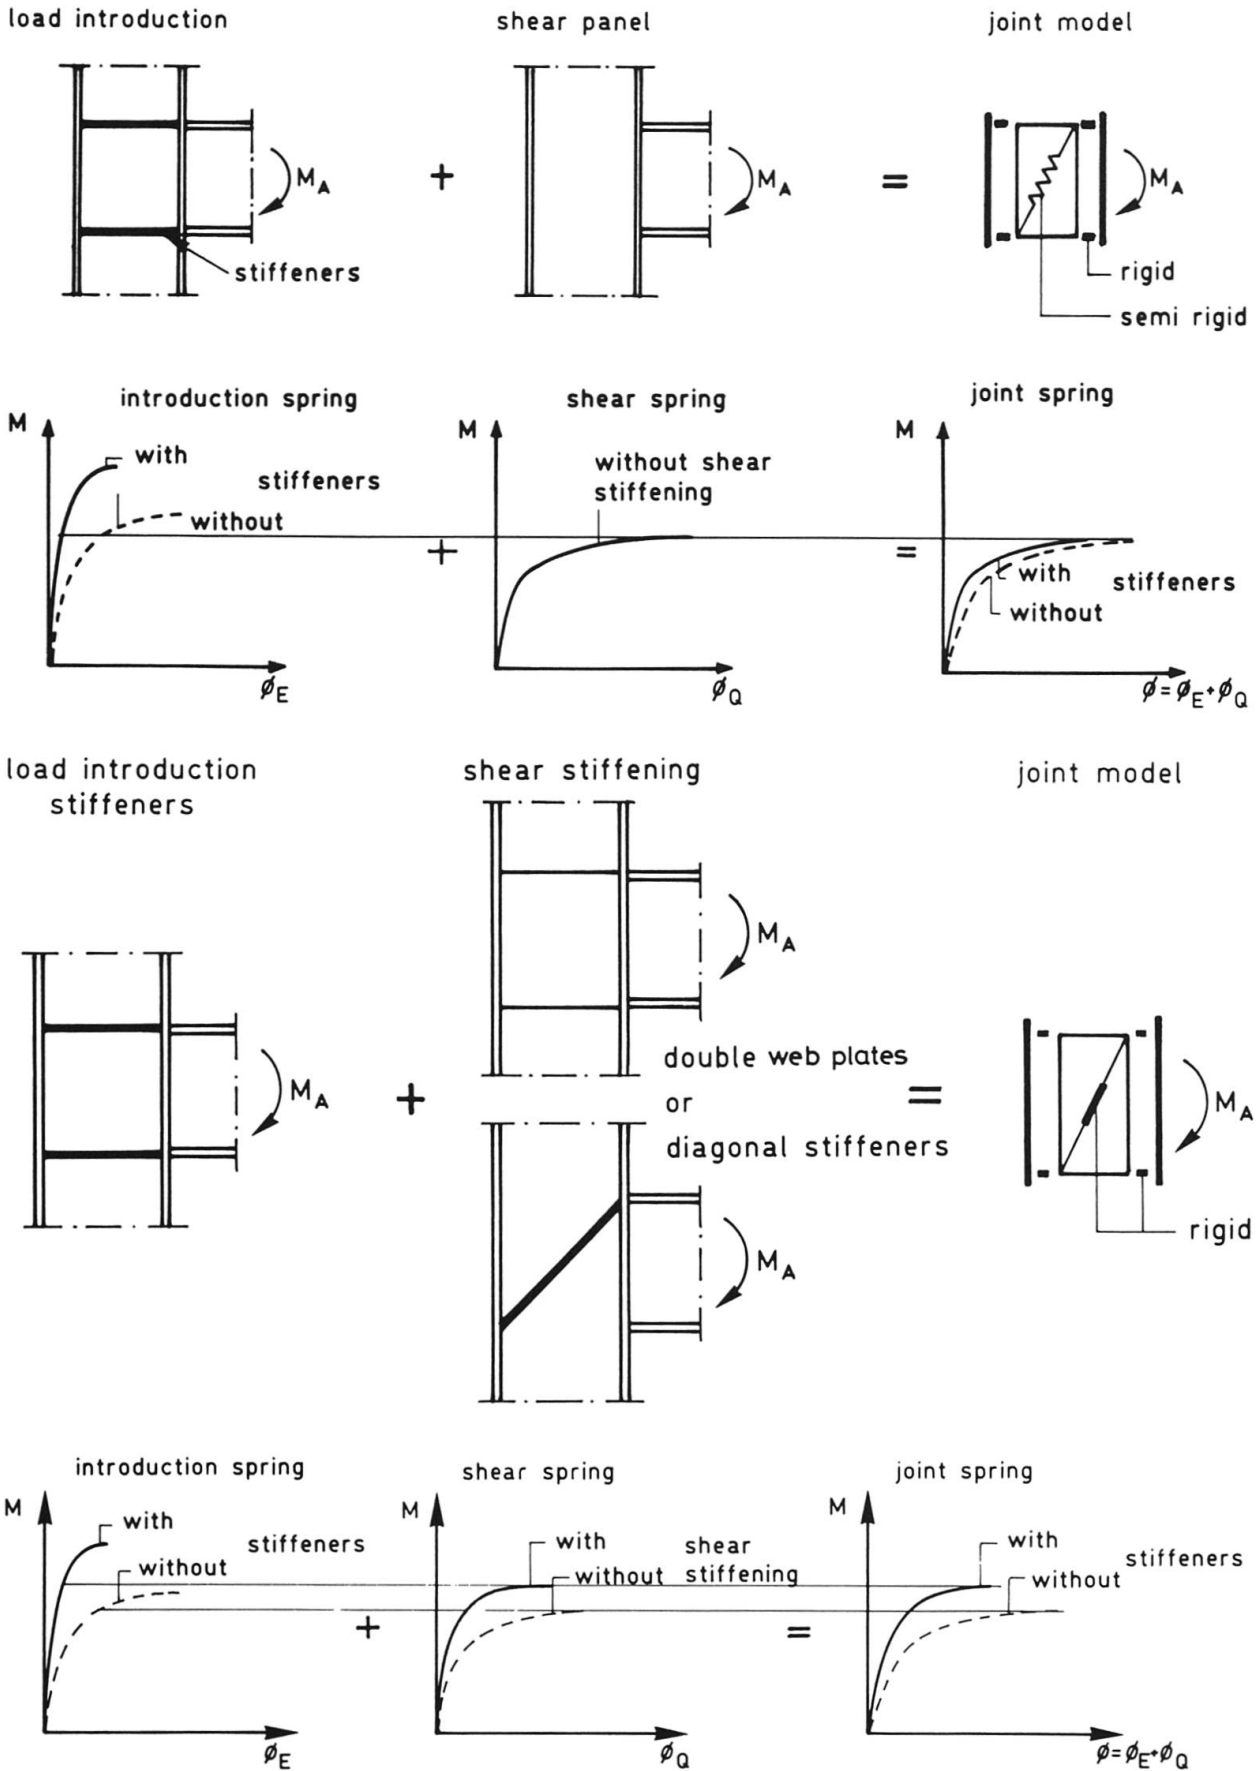 load introduction
shear panel
joint model
M_A
+
M_A
=
M_A
stiffeners
rigid
semi rigid
introduction spring
shear spring
joint spring
M
with
stiffeners
without
M
without shear
stiffening
M
+
=
with
stiffeners
without
ϕ_E
ϕ_Q
ϕ=ϕ_E+ϕ_Q
load introduction
stiffeners
shear stiffening
joint model
M_A
M_A
+
double web plates
or
diagonal stiffeners
=
M_A
M_A
rigid
introduction spring
shear spring
joint spring
M
with
stiffeners
without
M
with
shear
without stiffening
M
with
stiffeners
without
+
=
ϕ_E
ϕ_Q
ϕ=ϕ_E+ϕ_Q